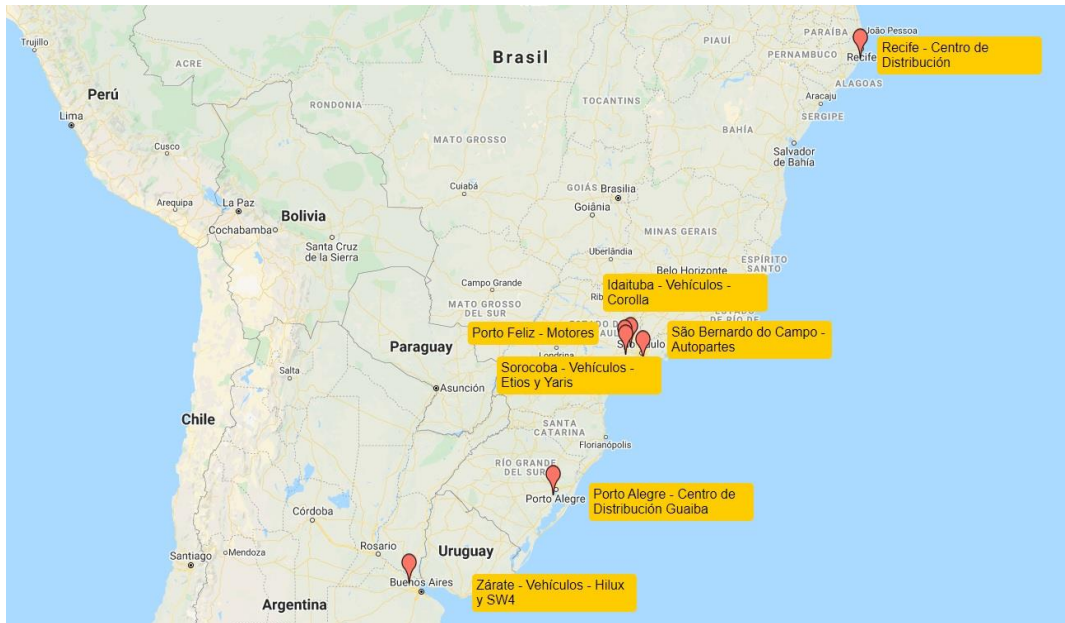 Trujillo
ACRE
Perú
Lima
Cusco
Arequipa
La Paz
Cochabamba
Bolivia
Santa Cruz
de la Sierra
RONDONIA
MATO GROSSO
Cuiabá
Brasil
TOCANTINS
PIAUÍ
PARAÍBA
João Pessoa
PERNAMBUCO
Recife
Recife - Centro de
Distribución
ALAGOAS
Aracaju
SERGIPE
BAHÍA
Salvador
de Bahía
GOIÁS
Brasilia
Goiânia
MINAS GERAIS
Uberlândia
Belo Horizonte
ESPÍRITO
SANTO
Campo Grande
MATO GROSSO
DEL SUR
Idaituba - Vehículos -
Corolla
Porto Feliz - Motores
São Bernardo do Campo -
Autopartes
Sorocoba - Vehículos -
Etios y Yaris
Paraguay
Asunción
Salta
Chile
SANTA
CATARINA
Florianópolis
RÍO GRANDE
DEL SUR
Porto Alegre
Porto Alegre - Centro de
Distribución Guaiba
Córdoba
Rosario
Uruguay
Santiago
Mendoza
Buenos Aires
Argentina
Zárate - Vehículos - Hilux
y SW4